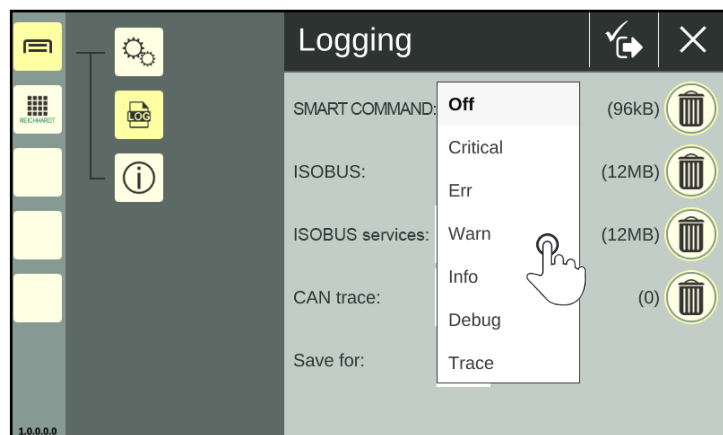 Logging
REICHHARDT
LOG
SMART COMMAND:
(96kB)
ISOBUS:
(12MB)
ISOBUS services:
(12MB)
CAN trace:
(0)
Save for:
Off
Critical
Err
Warn
Info
Debug
Trace
1.0.0.0.0